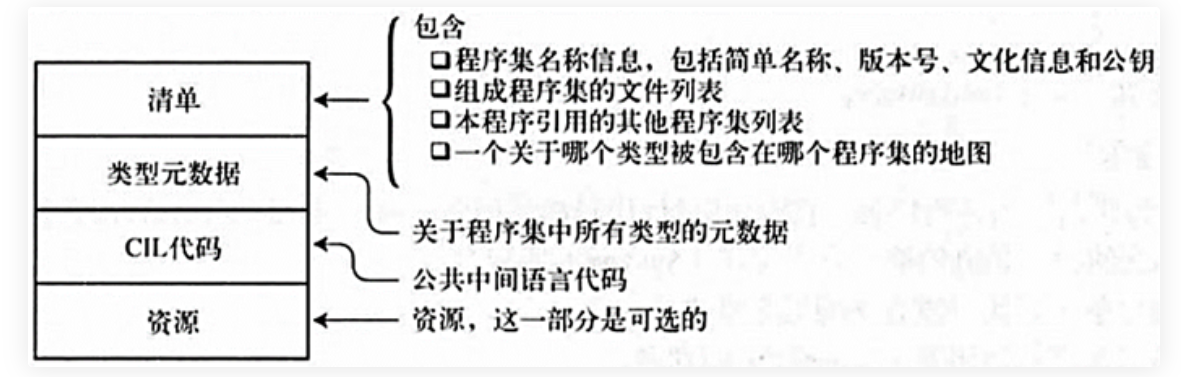 包含
❑程序集名称信息，包括简单名称、版本号、文化信息和公钥
❑组成程序集的文件列表
❑本程序引用的其他程序集列表
❑一个关于哪个类型被包含在哪个程序集的地图
清单
类型元数据
关于程序集中所有类型的元数据
CIL代码
公共中间语言代码
资源
资源，这一部分是可选的